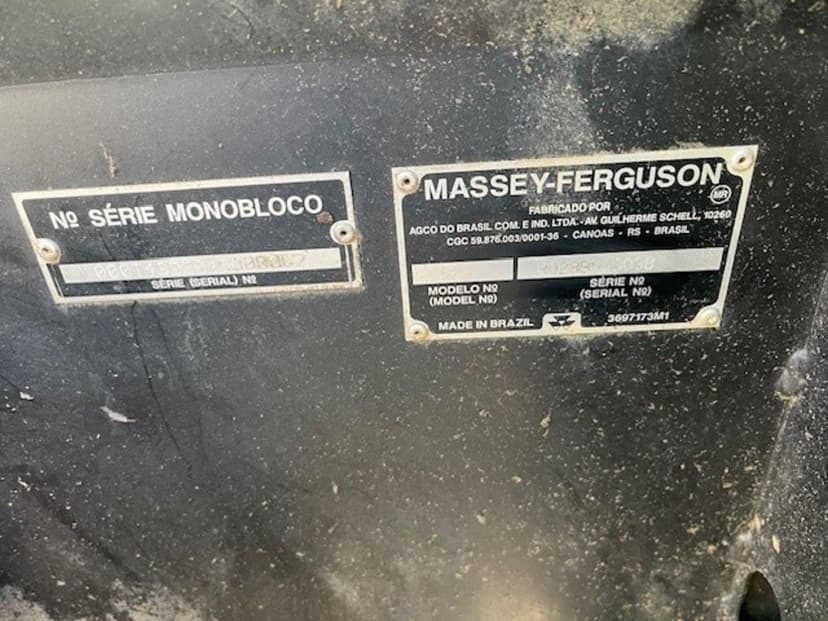 Nº SÉRIE MONOBLOCO
SÉRIE (SERIAL) Nº
MASSEY-FERGUSON
MR
FABRICADO POR
AGCO DO BRASIL COM. E IND. LTDA. - AV. GUILHERME SCHELL, 10260
CGC 59.876.003/0001-36 - CANOAS - RS - BRASIL
MODELO Nº
(MODEL Nº)
SÉRIE Nº
(SERIAL Nº)
MADE IN BRAZIL
3697173M1